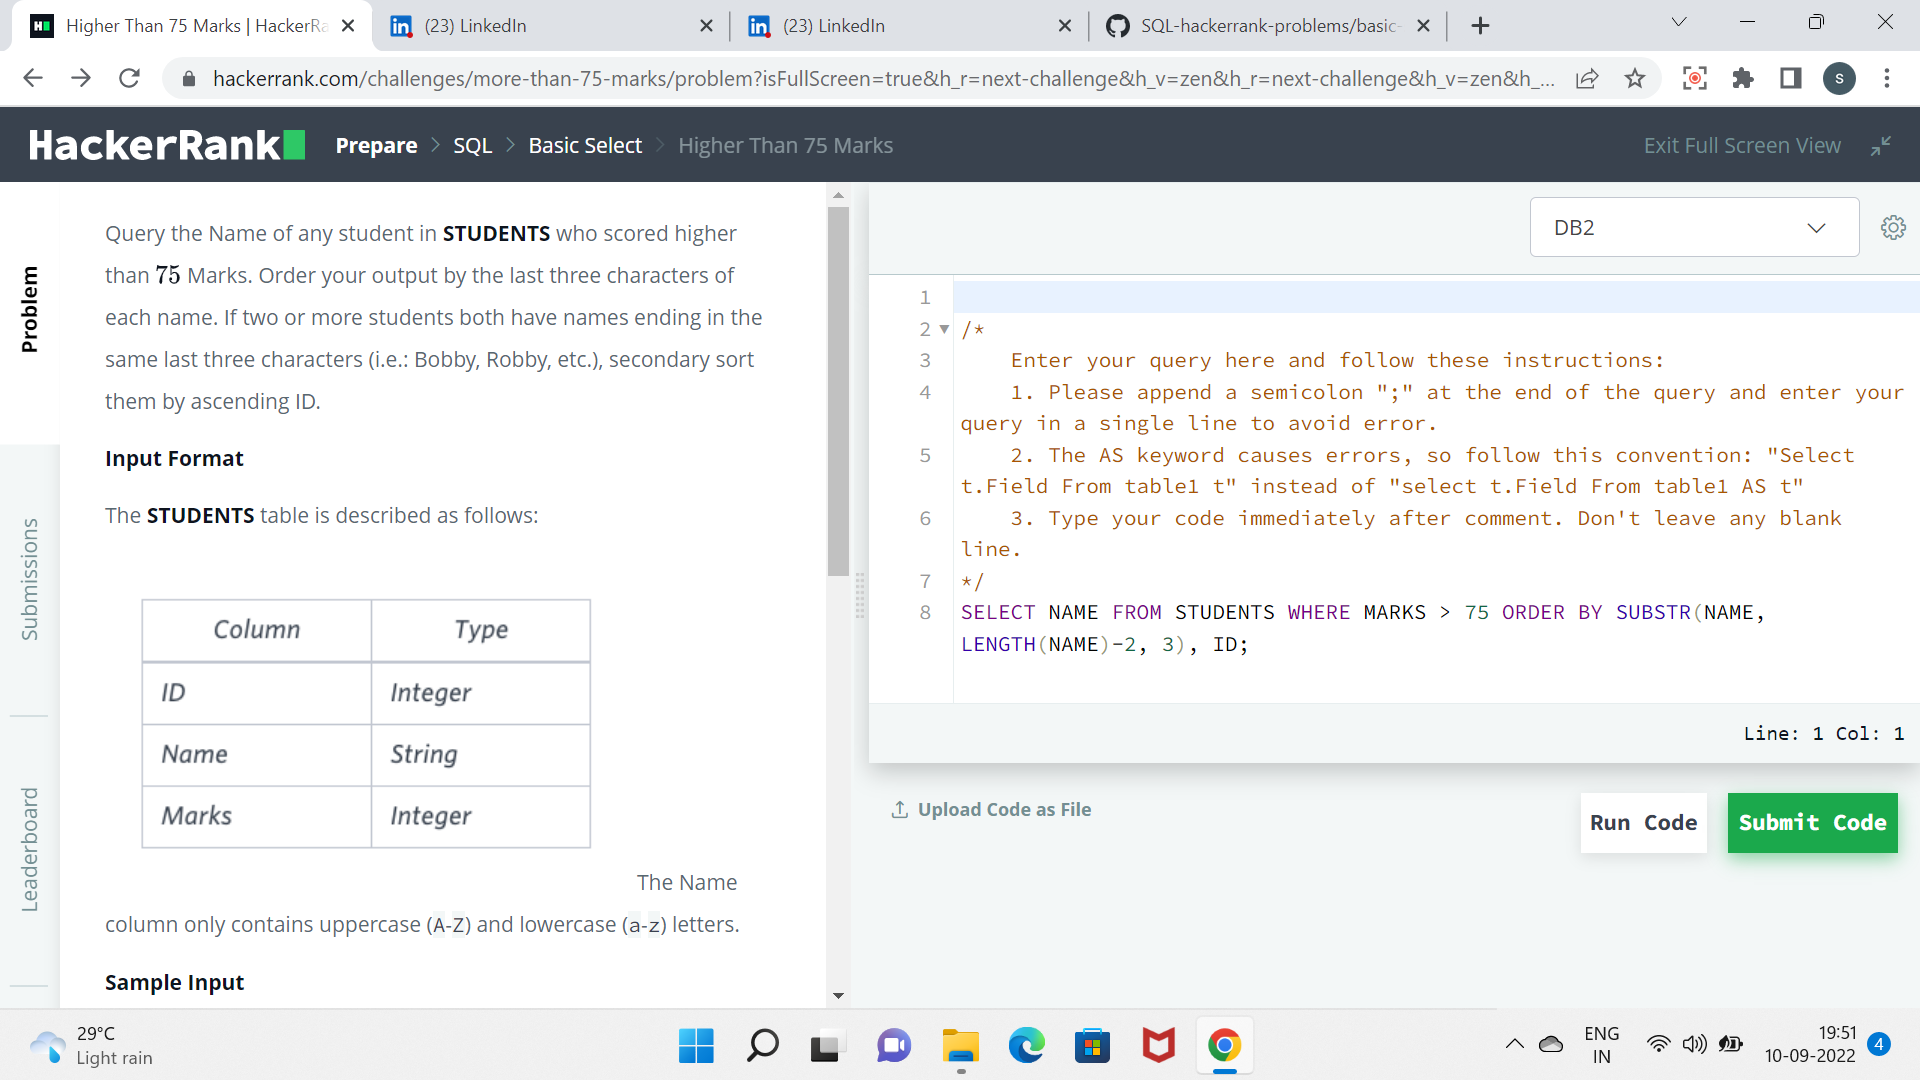 Higher Than 75 Marks | HackerRa
(23) LinkedIn
(23) LinkedIn
SQL-hackerrank-problems/basic-
hackerrank.com/challenges/more-than-75-marks/problem?isFullScreen=true&h_r=next-challenge&h_v=zen&h_r=next-challenge&h_v=zen&h_...
S
HackerRank
Prepare > SQL > Basic Select > Higher Than 75 Marks
Exit Full Screen View
Problem
Submissions
Leaderboard
Query the Name of any student in STUDENTS who scored higher
than 75 Marks. Order your output by the last three characters of
each name. If two or more students both have names ending in the
same last three characters (i.e.: Bobby, Robby, etc.), secondary sort
them by ascending ID.
Input Format
The STUDENTS table is described as follows:
Column Type
ID Integer
Name String
Marks Integer
The Name
column only contains uppercase (A-Z) and lowercase (a-z) letters.
Sample Input
DB2
1
2 /*
3 Enter your query here and follow these instructions:
4 1. Please append a semicolon ";" at the end of the query and enter your
query in a single line to avoid error.
5 2. The AS keyword causes errors, so follow this convention: "Select
t.Field From table1 t" instead of "select t.Field From table1 AS t"
6 3. Type your code immediately after comment. Don't leave any blank
line.
7 */
8 SELECT NAME FROM STUDENTS WHERE MARKS > 75 ORDER BY SUBSTR(NAME,
LENGTH(NAME)-2, 3), ID;
Line: 1 Col: 1
Upload Code as File
Run Code
Submit Code
29°C
Light rain
ENG
IN
19:51
10-09-2022
4